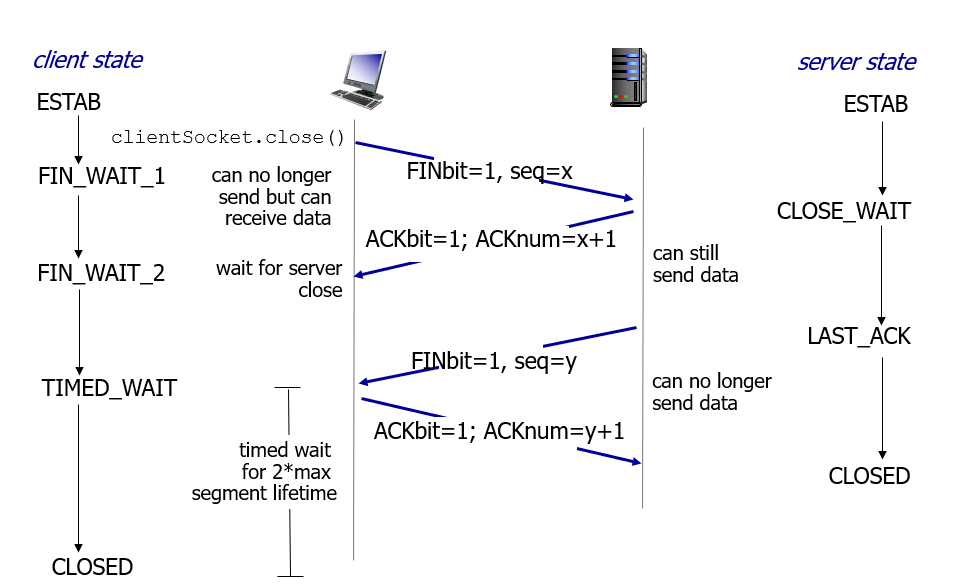 client state
server state
ESTAB
ESTAB
clientSocket.close()
FINbit=1, seq=x
FIN_WAIT_1
can no longer
send but can
receive data
CLOSE_WAIT
ACKbit=1; ACKnum=x+1
can still
send data
FIN_WAIT_2
wait for server
close
LAST_ACK
FINbit=1, seq=y
TIMED_WAIT
can no longer
send data
ACKbit=1; ACKnum=y+1
timed wait
for 2*max
segment lifetime
CLOSED
CLOSED